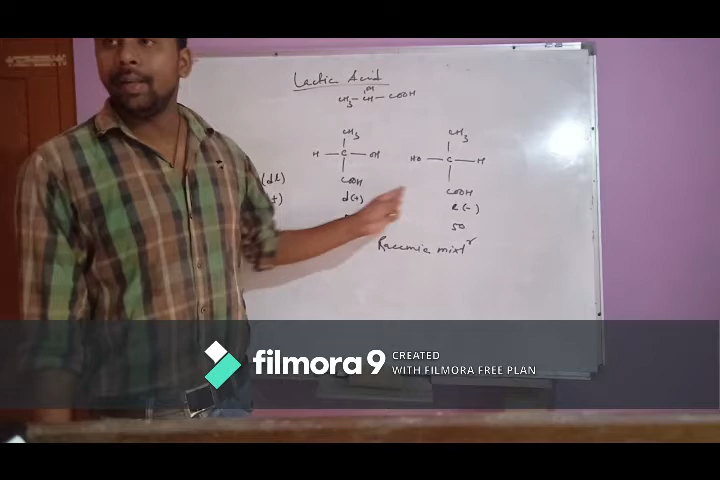 Lactic Acid
OH
CH3 - CH - COOH
CH3 CH3
H - C - OH HO - C - H
COOH COOH
(dl) d(+) l(-)
50
Racemic mixtr
filmora 9 CREATED
WITH FILMORA FREE PLAN